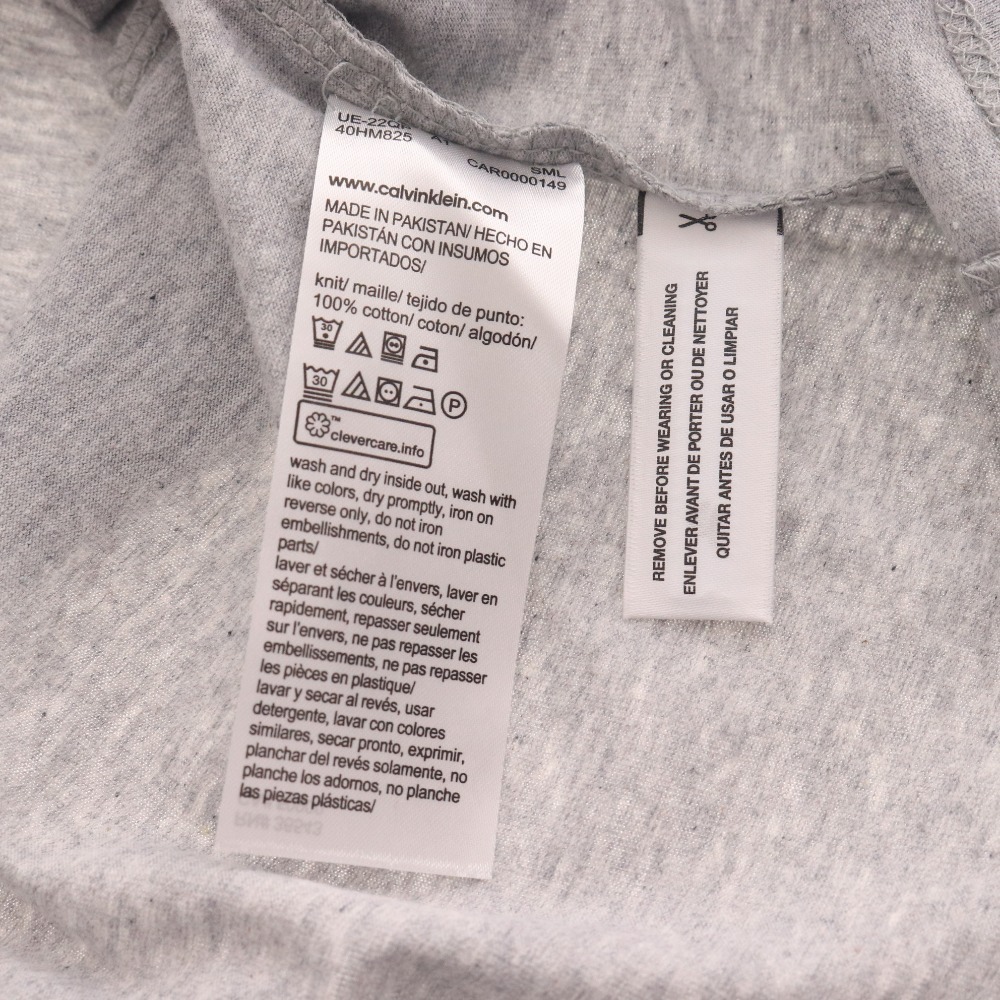 40HM825
SML
CAR0000149
www.calvinklein.com
MADE IN PAKISTAN/ HECHO EN
PAKISTÁN CON INSUMOS
IMPORTADOS/
knit/ maille/ tejido de punto:
100% cotton/ coton/ algodón/
30
30
P
™
clevercare.info
wash and dry inside out, wash with
like colors, dry promptly, iron on
reverse only, do not iron
embellishments, do not iron plastic
parts/
laver et sécher à l'envers, laver en
séparant les couleurs, sécher
rapidement, repasser seulement
sur l'envers, ne pas repasser les
embellissements, ne pas repasser
les pièces en plastique/
lavar y secar al revés, usar
detergente, lavar con colores
similares, secar pronto, exprimir,
planchar del revés solamente, no
planche los adornos, no planche
las piezas plásticas/
REMOVE BEFORE WEARING OR CLEANING
ENLEVER AVANT DE PORTER OU DE NETTOYER
QUITAR ANTES DE USAR O LIMPIAR